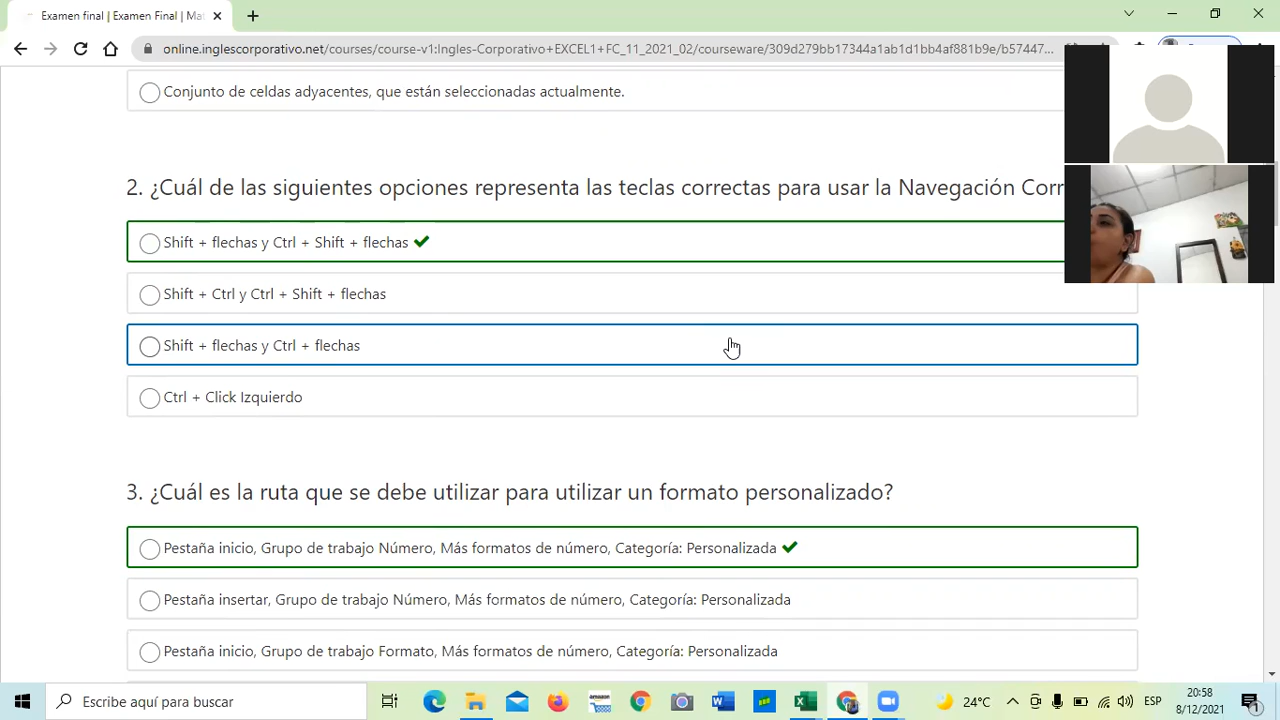 Examen final | Examen Final | Ma
online.inglescorporativo.net/courses/course-v1:Ingles-Corporativo+EXCEL1+FC_11_2021_02/courseware/309d279bb17344a1ab1d1bb4af881b9e/b57447...
Conjunto de celdas adyacentes, que están seleccionadas actualmente.
2. ¿Cuál de las siguientes opciones representa las teclas correctas para usar la Navegación Corr
Shift + flechas y Ctrl + Shift + flechas
Shift + Ctrl y Ctrl + Shift + flechas
Shift + flechas y Ctrl + flechas
Ctrl + Click Izquierdo
3. ¿Cuál es la ruta que se debe utilizar para utilizar un formato personalizado?
Pestaña inicio, Grupo de trabajo Número, Más formatos de número, Categoría: Personalizada
Pestaña insertar, Grupo de trabajo Número, Más formatos de número, Categoría: Personalizada
Pestaña inicio, Grupo de trabajo Formato, Más formatos de número, Categoría: Personalizada
Escribe aquí para buscar
24°C
ESP
20:58
8/12/2021
1